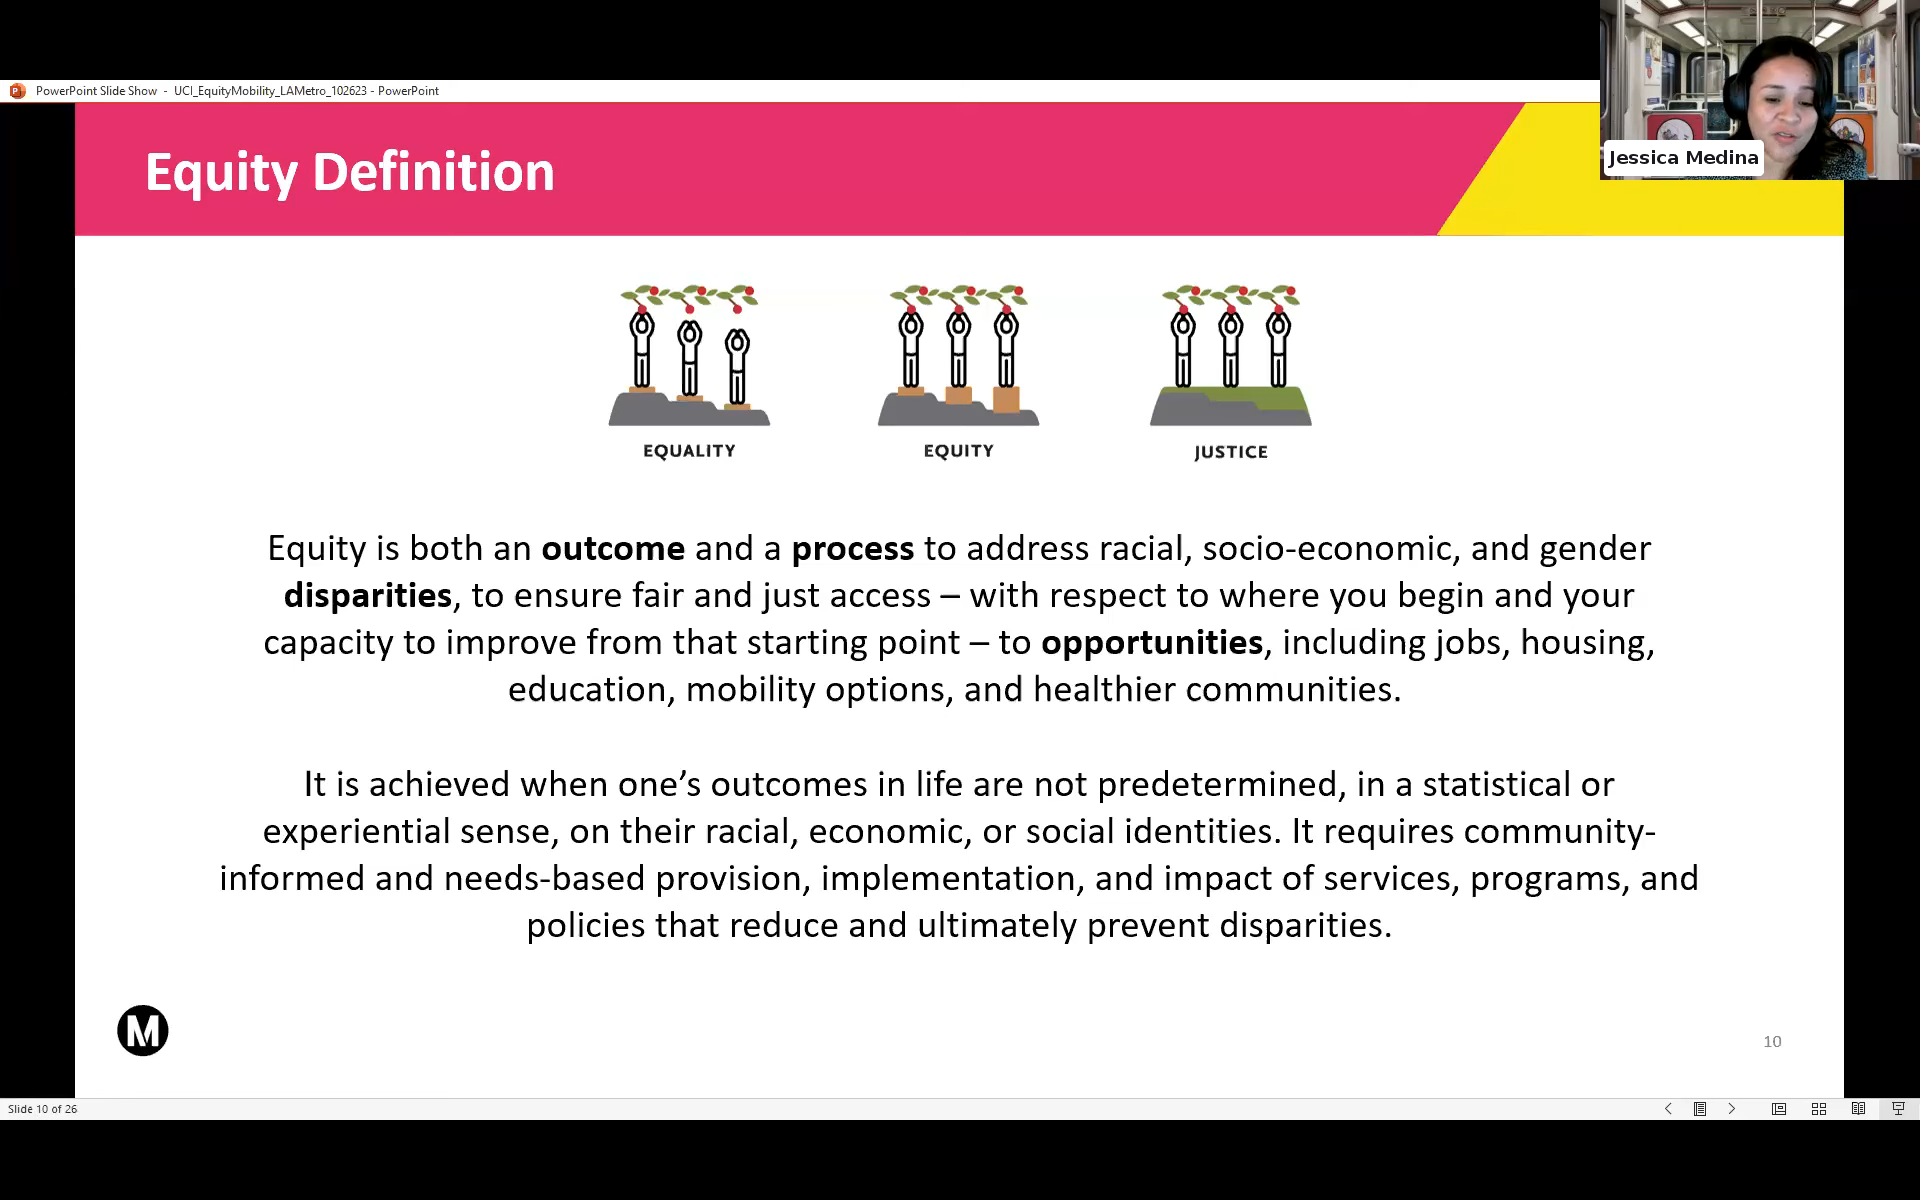 PowerPoint Slide Show - UCI_EquityMobility_LAMetro_102623 - PowerPoint
Jessica Medina
Equity Definition
EQUALITY
EQUITY
JUSTICE
Equity is both an outcome and a process to address racial, socio-economic, and gender
disparities, to ensure fair and just access – with respect to where you begin and your
capacity to improve from that starting point – to opportunities, including jobs, housing,
education, mobility options, and healthier communities.
It is achieved when one’s outcomes in life are not predetermined, in a statistical or
experiential sense, on their racial, economic, or social identities. It requires community-
informed and needs-based provision, implementation, and impact of services, programs, and
policies that reduce and ultimately prevent disparities.
M
10
Slide 10 of 26